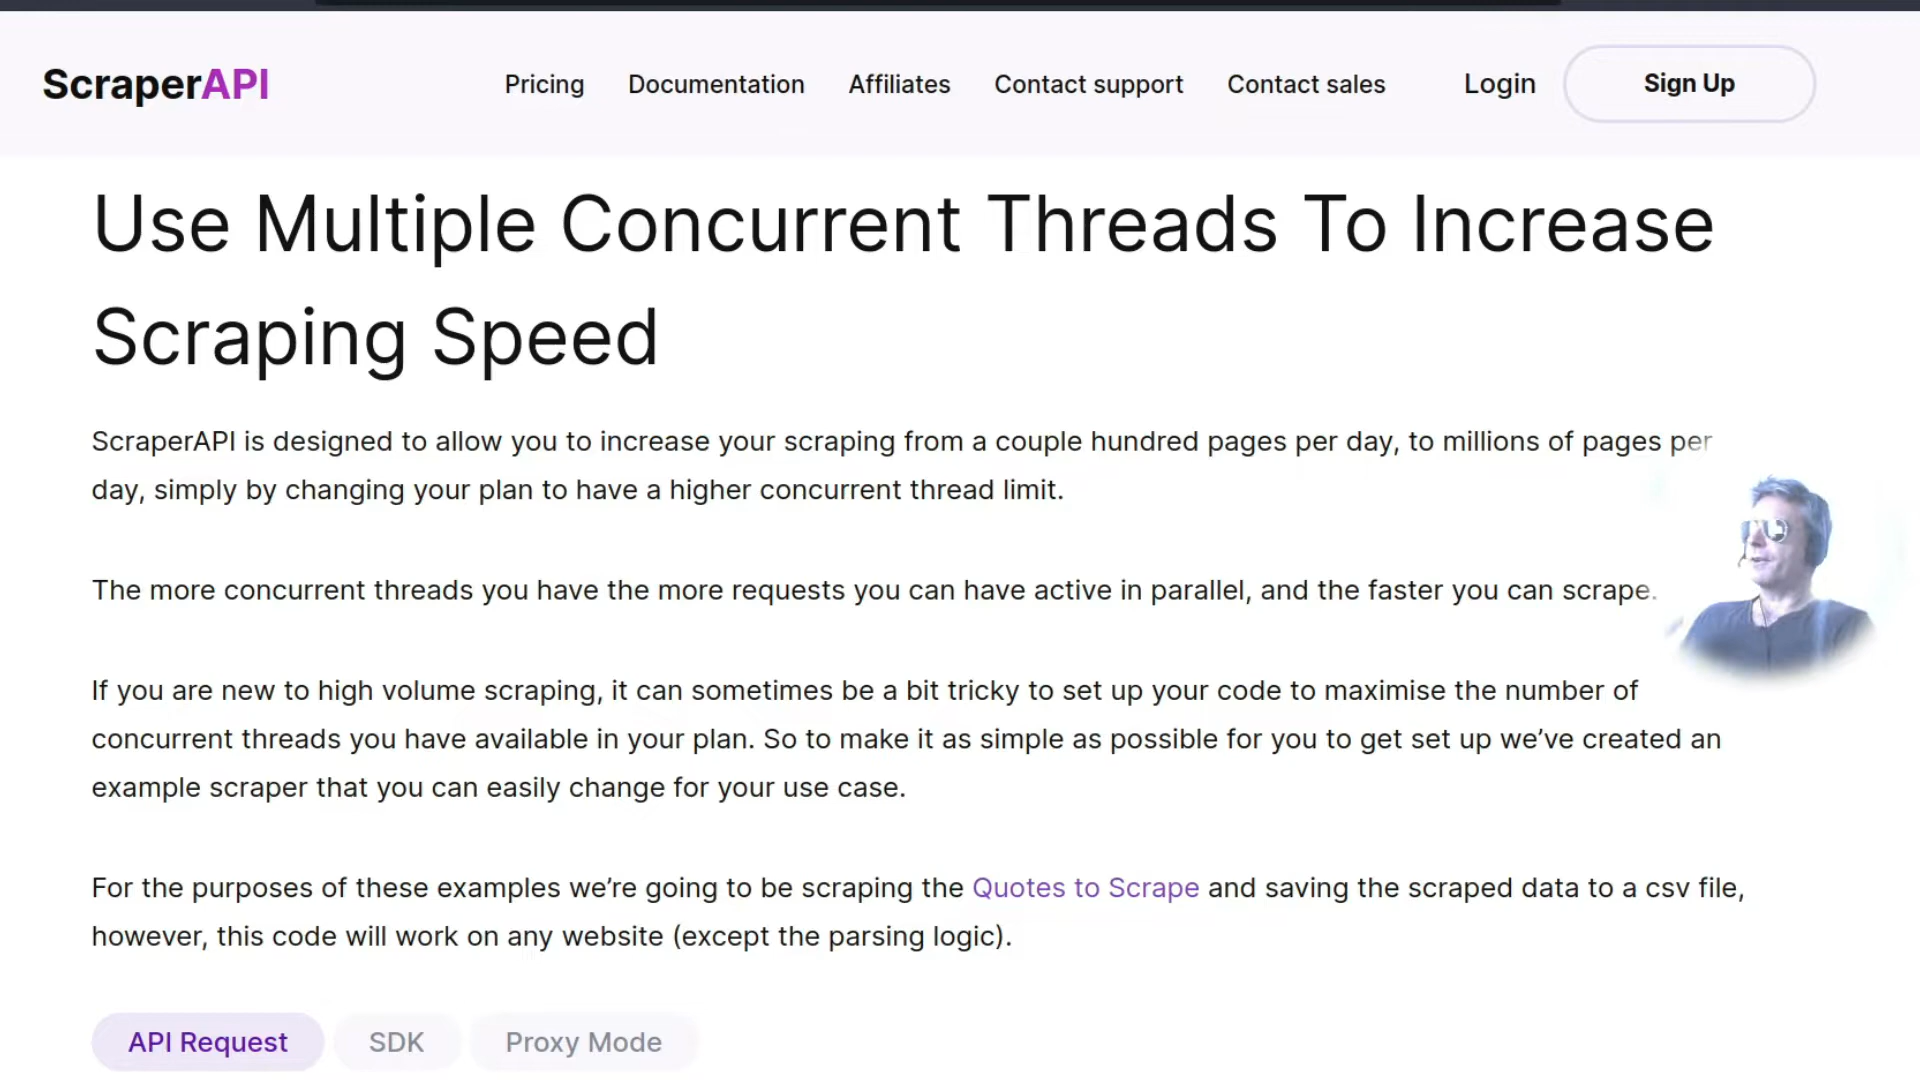 ScraperAPI
Pricing Documentation Affiliates Contact support Contact sales Login Sign Up
Use Multiple Concurrent Threads To Increase
Scraping Speed
ScraperAPI is designed to allow you to increase your scraping from a couple hundred pages per day, to millions of pages per
day, simply by changing your plan to have a higher concurrent thread limit.
The more concurrent threads you have the more requests you can have active in parallel, and the faster you can scrape.
If you are new to high volume scraping, it can sometimes be a bit tricky to set up your code to maximise the number of
concurrent threads you have available in your plan. So to make it as simple as possible for you to get set up we’ve created an
example scraper that you can easily change for your use case.
For the purposes of these examples we’re going to be scraping the Quotes to Scrape and saving the scraped data to a csv file,
however, this code will work on any website (except the parsing logic).
API Request SDK Proxy Mode